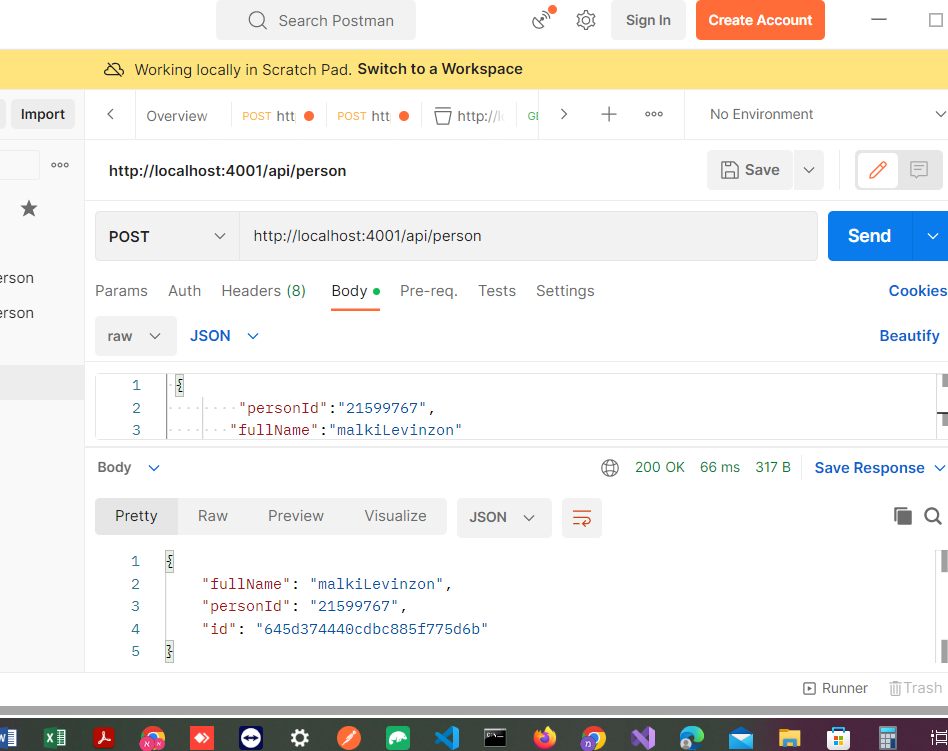 Search Postman
Sign In
Create Account
Working locally in Scratch Pad. Switch to a Workspace
Import
Overview
POST htt
POST htt
http://l
GE
No Environment
http://localhost:4001/api/person
Save
erson
erson
POST
http://localhost:4001/api/person
Send
Params Auth Headers (8) Body Pre-req. Tests Settings Cookies
raw JSON Beautify
1 {
2 "personId":"21599767",
3 "fullName":"malkiLevinzon"
Body 200 OK 66 ms 317 B Save Response
Pretty Raw Preview Visualize JSON
1 {
2 "fullName": "malkiLevinzon",
3 "personId": "21599767",
4 "id": "645d374440cdbc885f775d6b"
5 }
Runner Trash